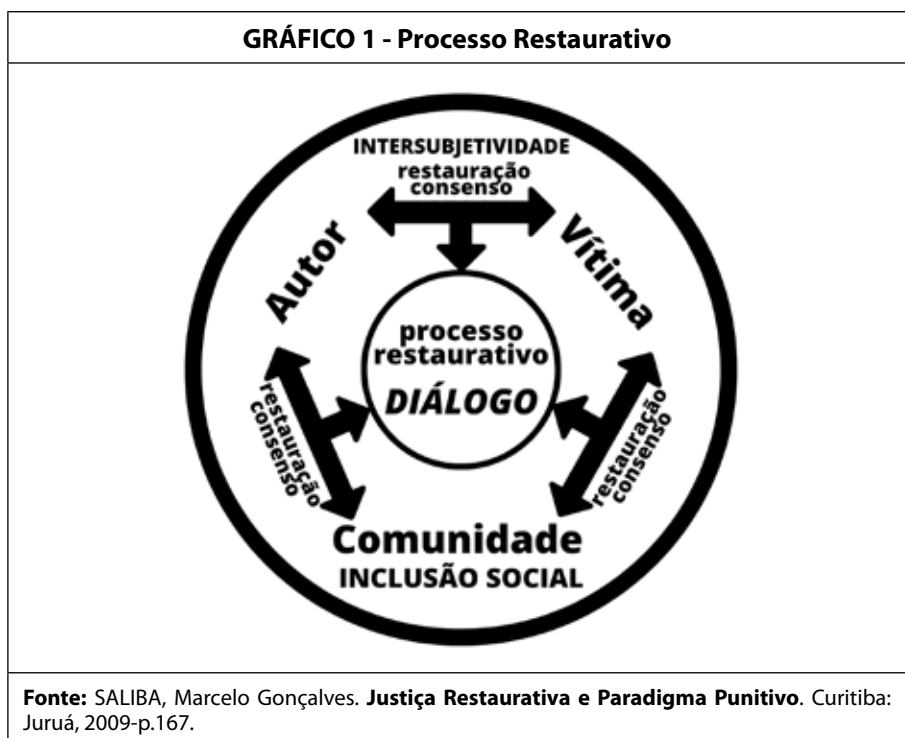 GRÁFICO 1 - Processo Restaurativo
INTERSUBJETIVIDADE
restauração
consenso
Autor
Vítima
processo
restaurativo
DIÁLOGO
restauração
consenso
restauração
consenso
Comunidade
INCLUSÃO SOCIAL
Fonte: SALIBA, Marcelo Gonçalves. Justiça Restaurativa e Paradigma Punitivo. Curitiba:
Juruá, 2009-p.167.